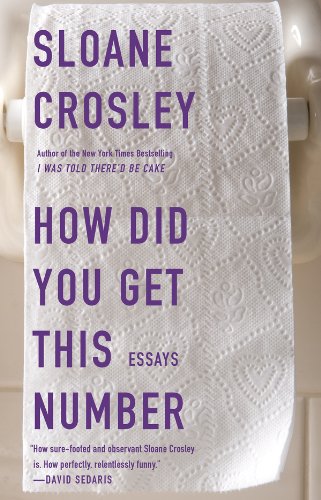 SLOANE
CROSLEY
Author of the New York Times Bestselling
I WAS TOLD THERE'D BE CAKE
HOW DID
YOU GET
THIS ESSAYS
NUMBER
"How sure-footed and observant Sloane Crosley
is. How perfectly, relentlessly funny."
—DAVID SEDARIS